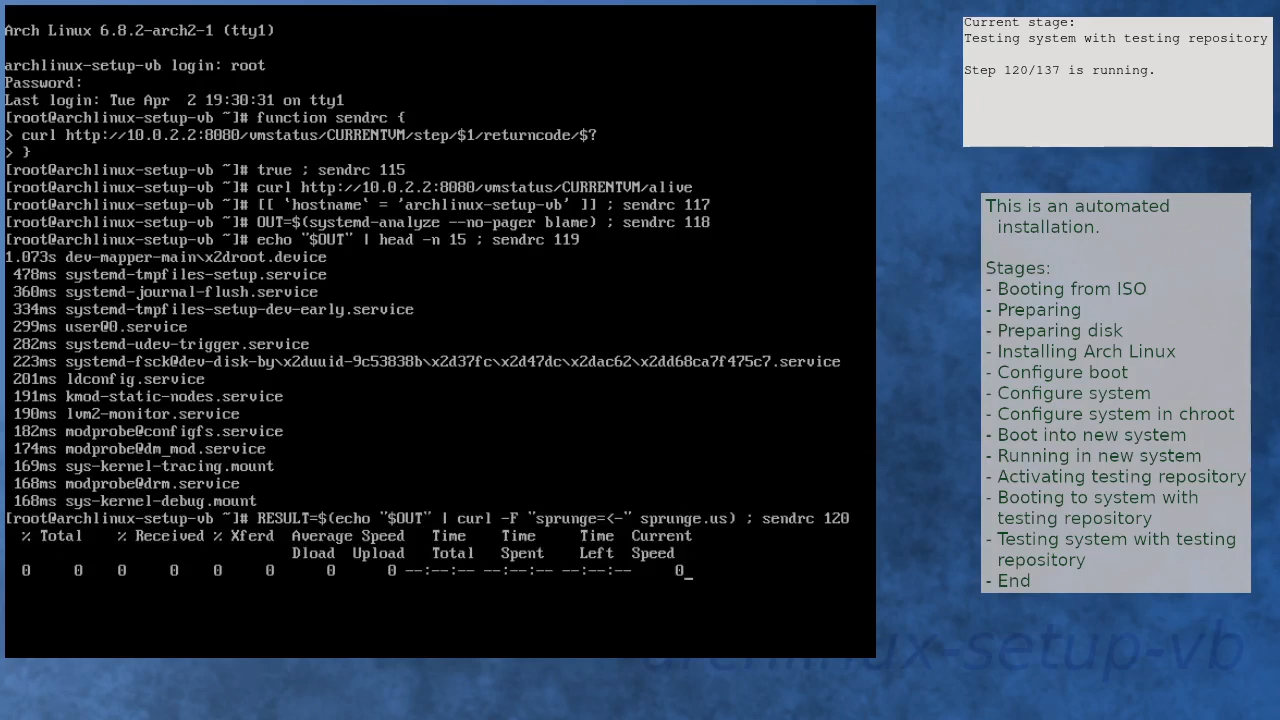 Arch Linux 6.8.2-arch2-1 (tty1)
archlinux-setup-vb login: root
Password:
Last login: Tue Apr  2 19:30:31 on tty1
[root@archlinux-setup-vb ~]# function sendrc {
> curl http://10.0.2.2:8080/vmstatus/CURRENTVM/step/$1/returncode/$?
> }
[root@archlinux-setup-vb ~]# true ; sendrc 115
[root@archlinux-setup-vb ~]# curl http://10.0.2.2:8080/vmstatus/CURRENTVM/alive
[root@archlinux-setup-vb ~]# [[ `hostname` = 'archlinux-setup-vb' ]] ; sendrc 117
[root@archlinux-setup-vb ~]# OUT=$(systemd-analyze --no-pager blame) ; sendrc 118
[root@archlinux-setup-vb ~]# echo "$OUT" | head -n 15 ; sendrc 119
1.073s dev-mapper-main\x2droot.device
 478ms systemd-tmpfiles-setup.service
 360ms systemd-journal-flush.service
 334ms systemd-tmpfiles-setup-dev-early.service
 299ms user@0.service
 282ms systemd-udev-trigger.service
 223ms systemd-fsck@dev-disk-by\x2duuid-9c53838b\x2d37fc\x2d47dc\x2dac62\x2dd68ca7f475c7.service
 201ms ldconfig.service
 191ms kmod-static-nodes.service
 190ms lvm2-monitor.service
 182ms modprobe@configfs.service
 174ms modprobe@dm_mod.service
 169ms sys-kernel-tracing.mount
 168ms modprobe@drm.service
 168ms sys-kernel-debug.mount
[root@archlinux-setup-vb ~]# RESULT=$(echo "$OUT" | curl -F "sprunge=<-" sprunge.us) ; sendrc 120
  % Total    % Received % Xferd  Average Speed   Time    Time     Time  Current
                                 Dload  Upload   Total   Spent    Left  Speed
  0     0    0     0    0     0      0      0 --:--:-- --:--:-- --:--:--     0_
Current stage:
Testing system with testing repository
Step 120/137 is running.
This is an automated
installation.
Stages:
- Booting from ISO
- Preparing
- Preparing disk
- Installing Arch Linux
- Configure boot
- Configure system
- Configure system in chroot
- Boot into new system
- Running in new system
- Activating testing repository
- Booting to system with
testing repository
- Testing system with testing
repository
- End
archlinux-setup-vb